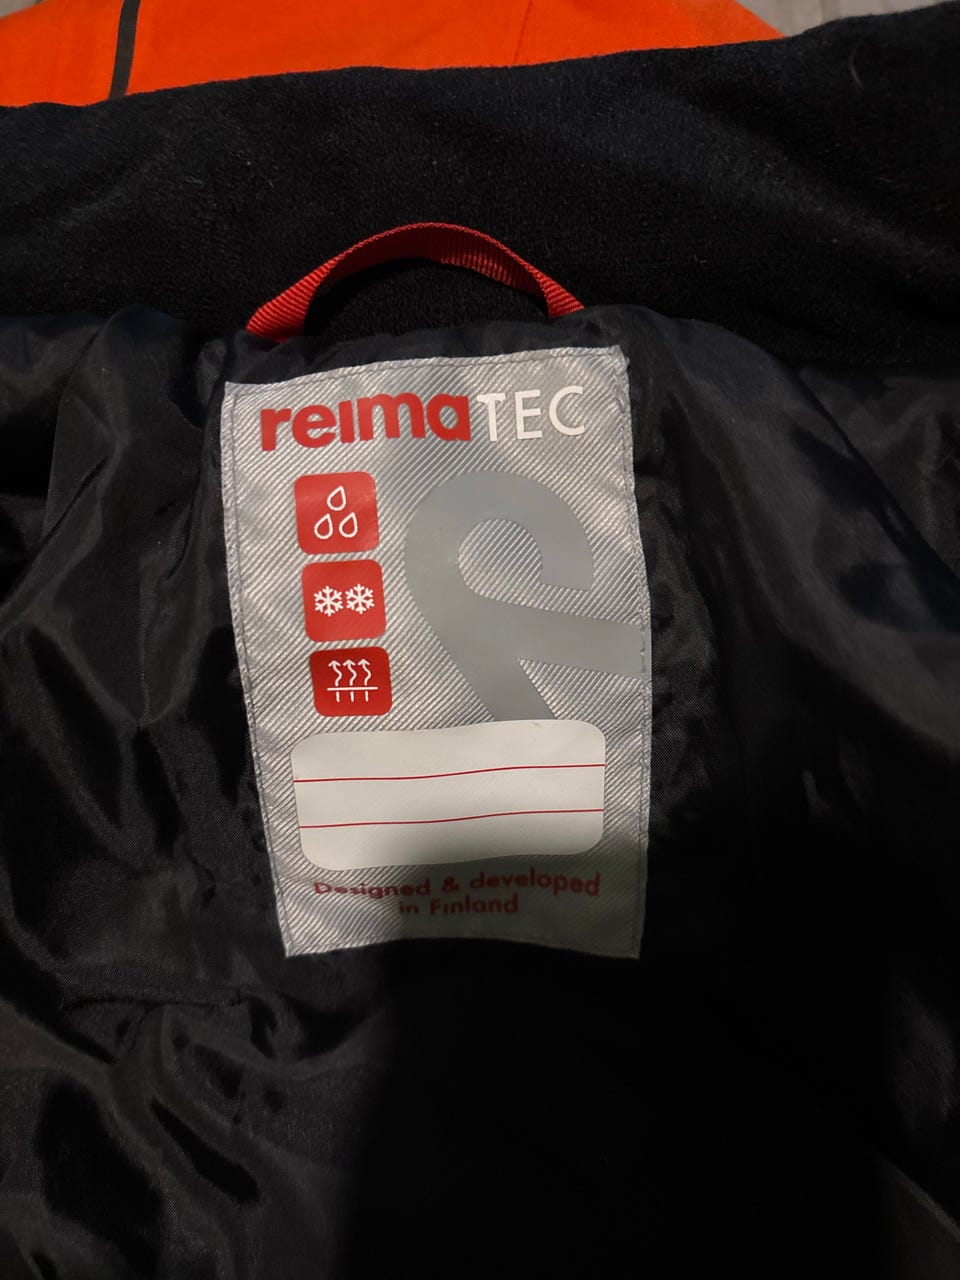 reimaTEC
Designed & developed
in Finland